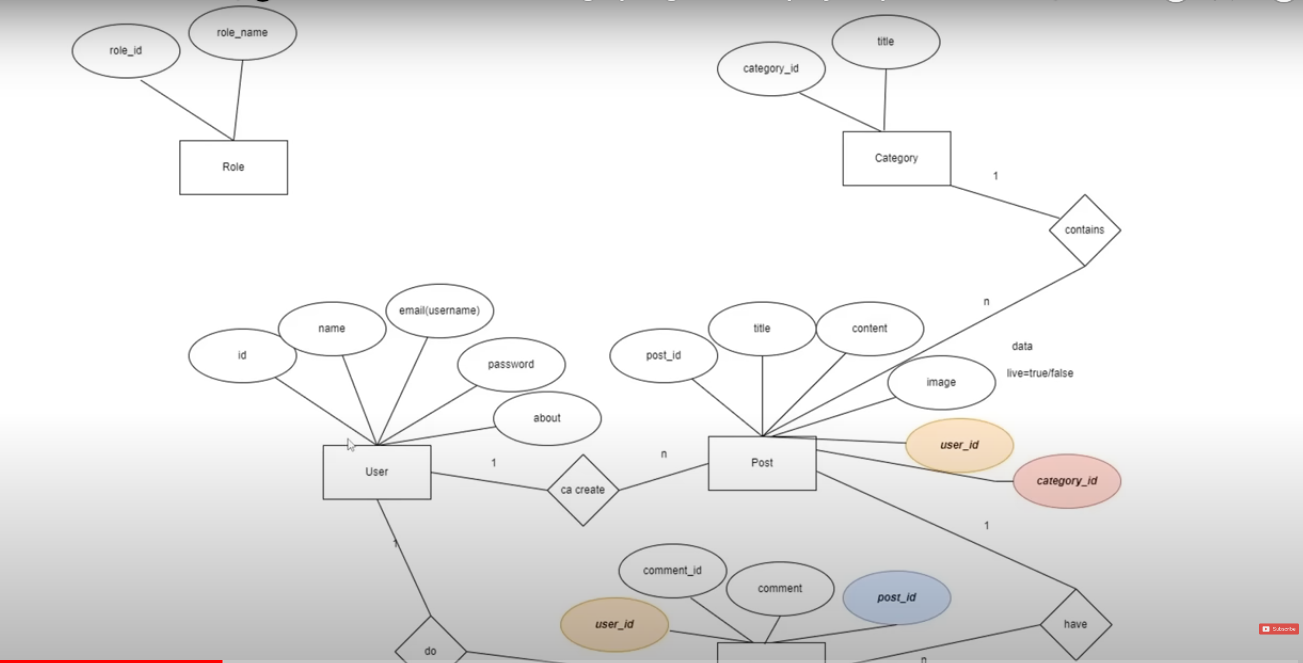 role_id
role_name
Role
category_id
title
Category
1
contains
n
id
name
email(username)
password
about
User
1
ca create
n
post_id
title
content
image
data
live=true/false
user_id
category_id
Post
1
1
comment_id
comment
post_id
user_id
do
have
n
Subscribe